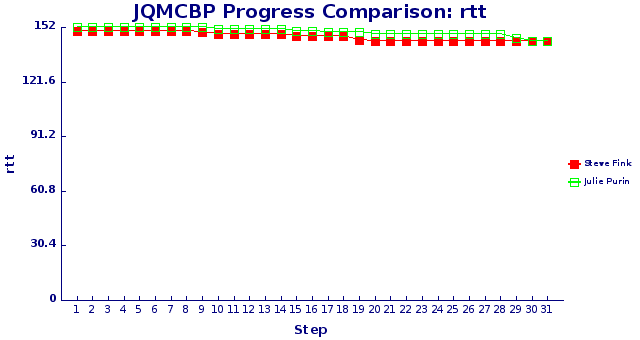 JQMCBP Progress Comparison: rtt
152
121.6
91.2
60.8
30.4
0
rtt
1 2 3 4 5 6 7 8 9 10 11 12 13 14 15 16 17 18 19 20 21 22 23 24 25 26 27 28 29 30 31
Step
Steve Fink
Julie Purin